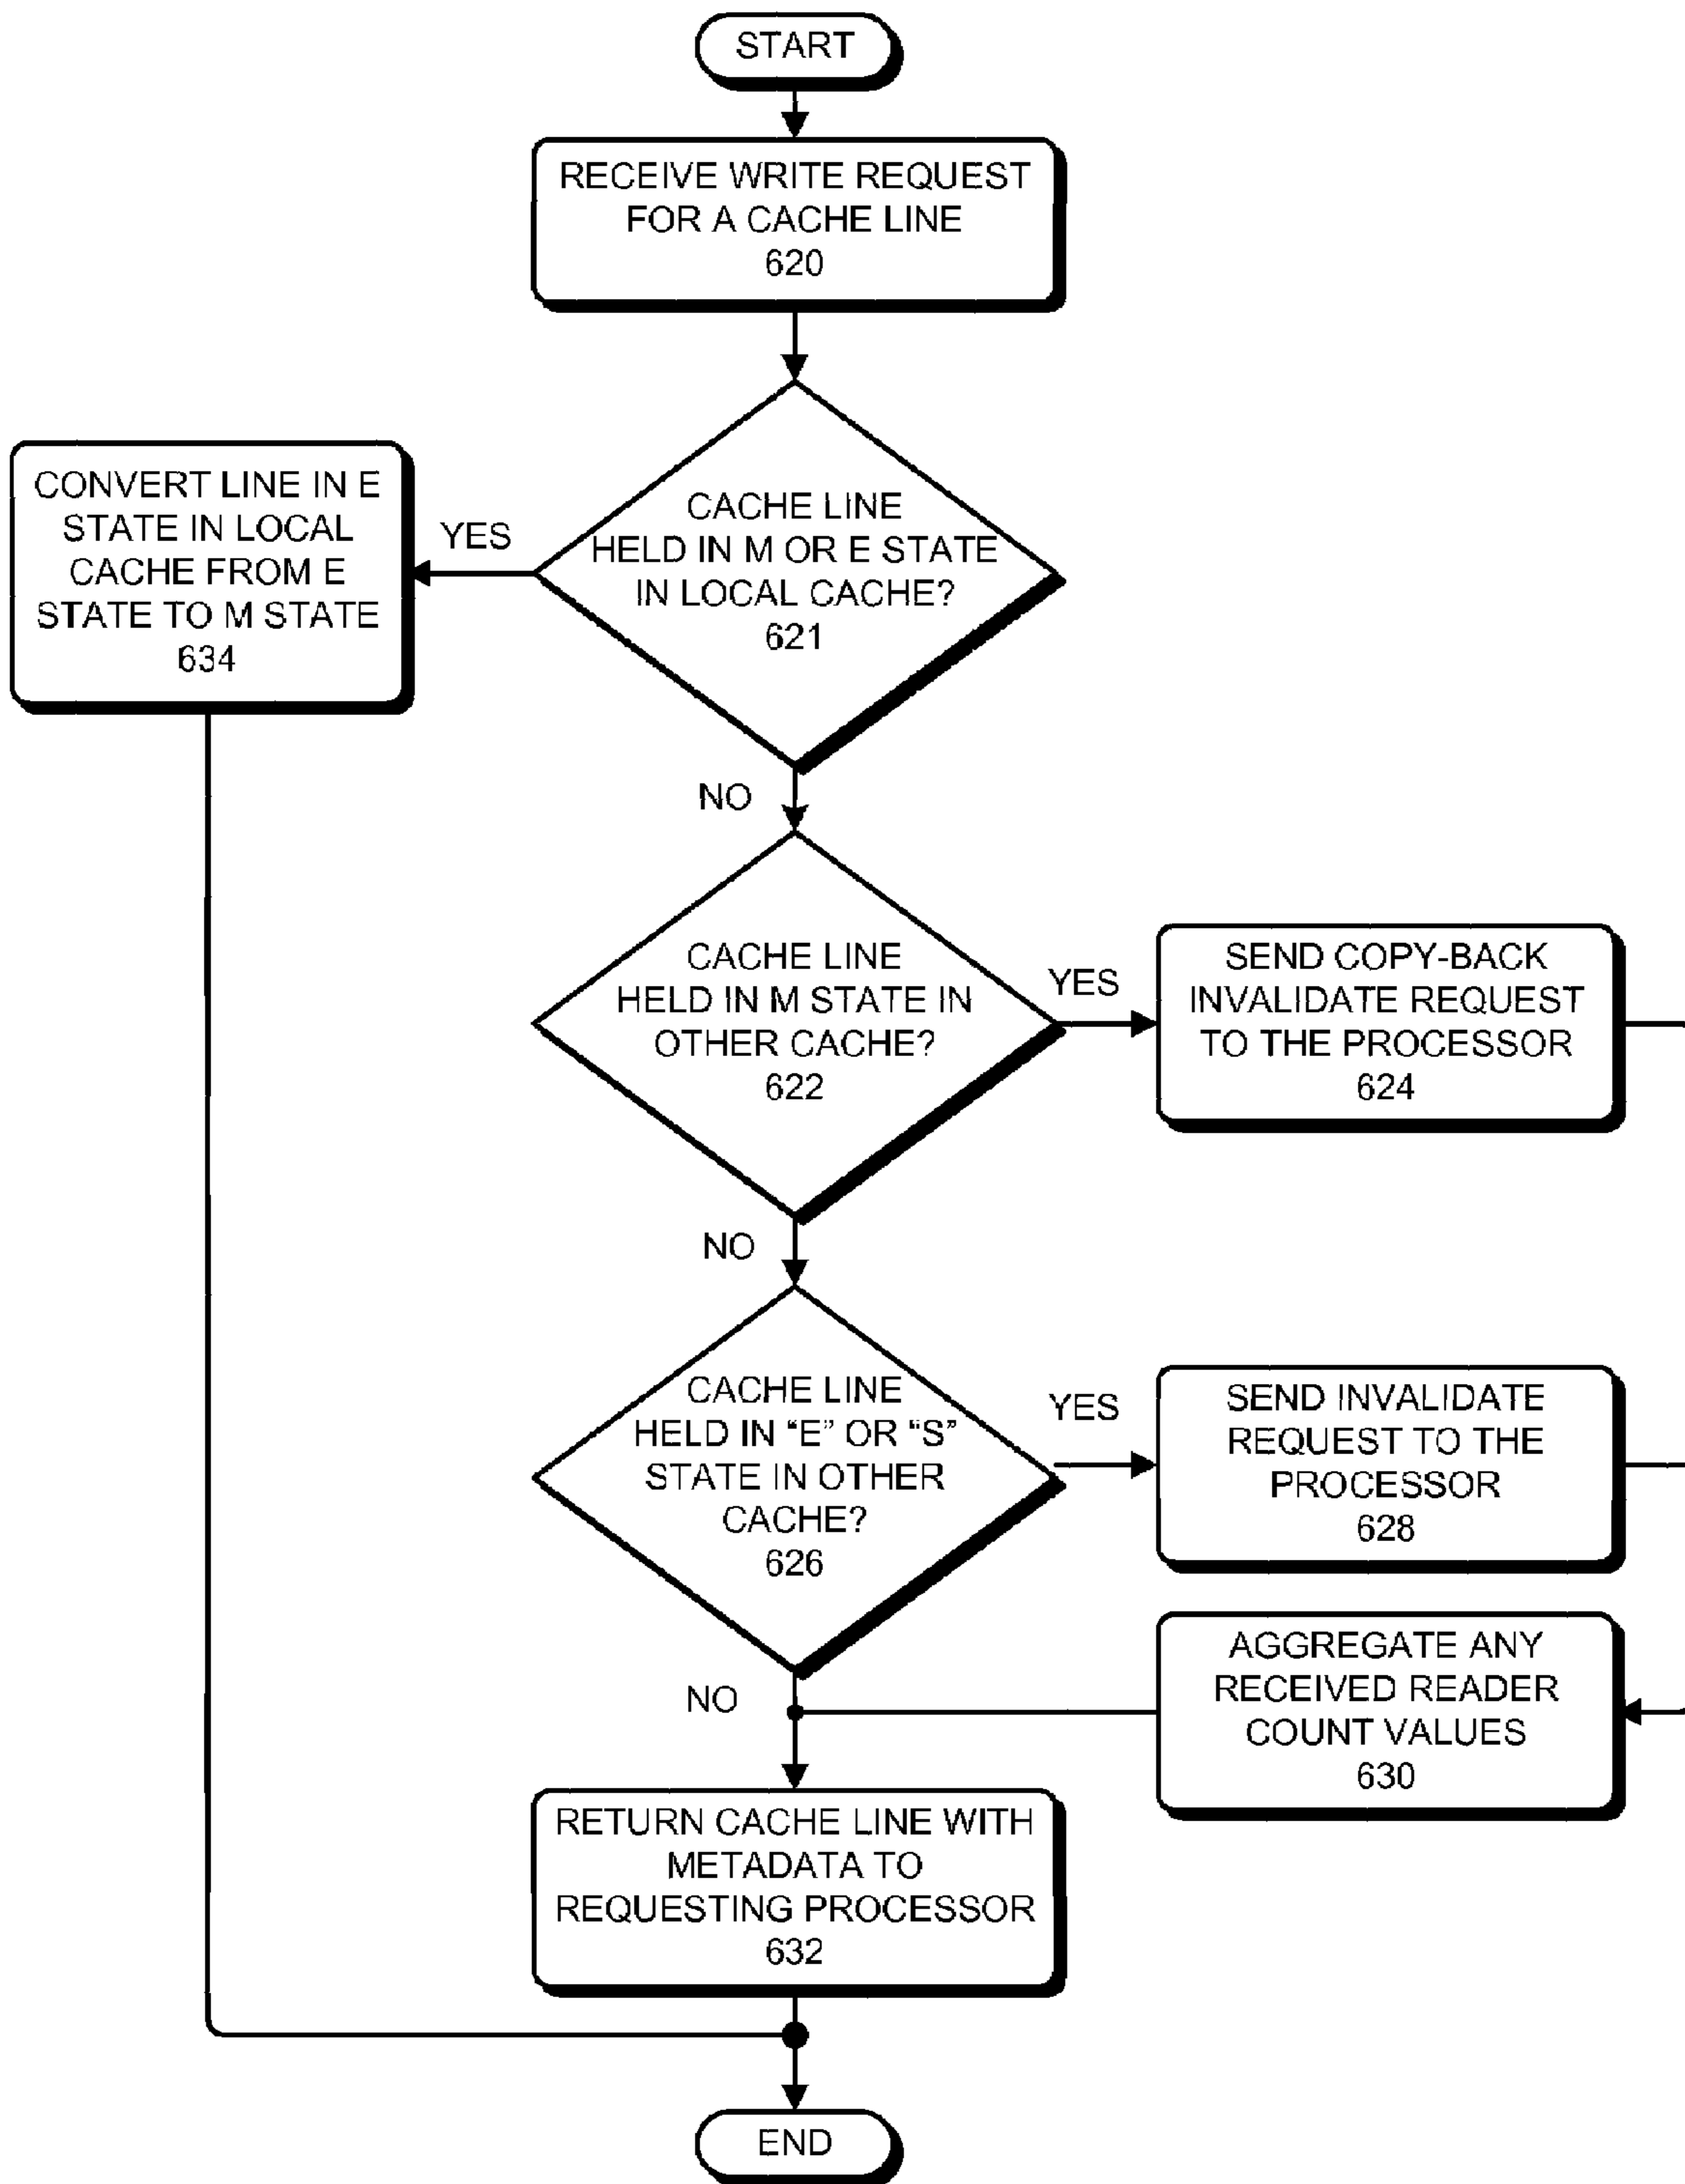 START
RECEIVE WRITE REQUEST
FOR A CACHE LINE
620
CONVERT LINE IN E
STATE IN LOCAL
CACHE FROM E
STATE TO M STATE
634
YES
CACHE LINE
HELD IN M OR E STATE
IN LOCAL CACHE?
621
NO
CACHE LINE
HELD IN M STATE IN
OTHER CACHE?
622
YES
SEND COPY-BACK
INVALIDATE REQUEST
TO THE PROCESSOR
624
NO
CACHE LINE
HELD IN “E” OR “S”
STATE IN OTHER
CACHE?
626
YES
SEND INVALIDATE
REQUEST TO THE
PROCESSOR
628
NO
AGGREGATE ANY
RECEIVED READER
COUNT VALUES
630
RETURN CACHE LINE WITH
METADATA TO
REQUESTING PROCESSOR
632
END